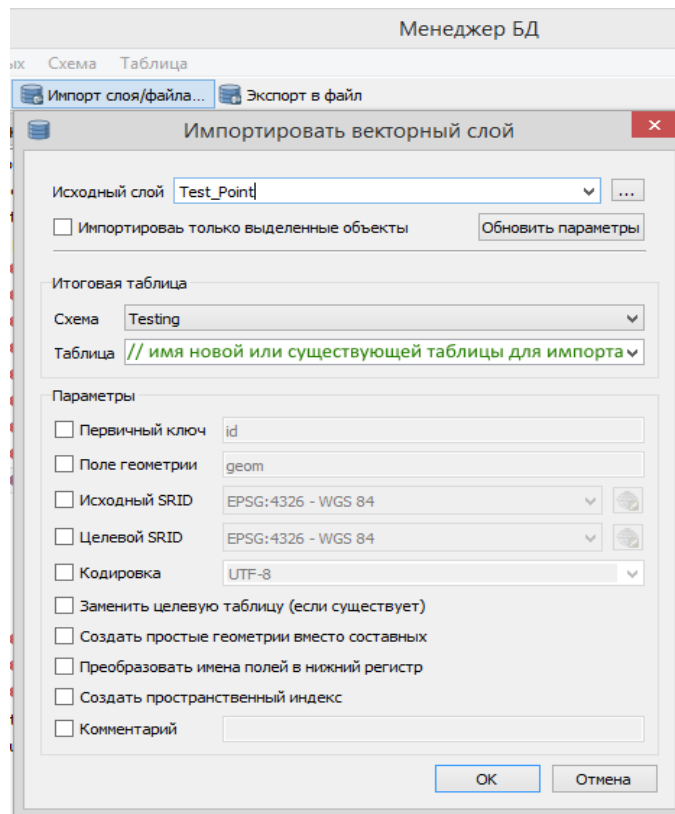 Менеджер БД
ых Схема Таблица
Импорт слоя/файла... Экспорт в файл
Импортировать векторный слой
Исходный слой Test_Point ...
Импортироваь только выделенные объекты Обновить параметры
Итоговая таблица
Схема Testing
Таблица // имя новой или существующей таблицы для импорта
Параметры
Первичный ключ id
Поле геометрии geom
Исходный SRID EPSG:4326 - WGS 84
Целевой SRID EPSG:4326 - WGS 84
Кодировка UTF-8
Заменить целевую таблицу (если существует)
Создать простые геометрии вместо составных
Преобразовать имена полей в нижний регистр
Создать пространственный индекс
Комментарий
ОК Отмена